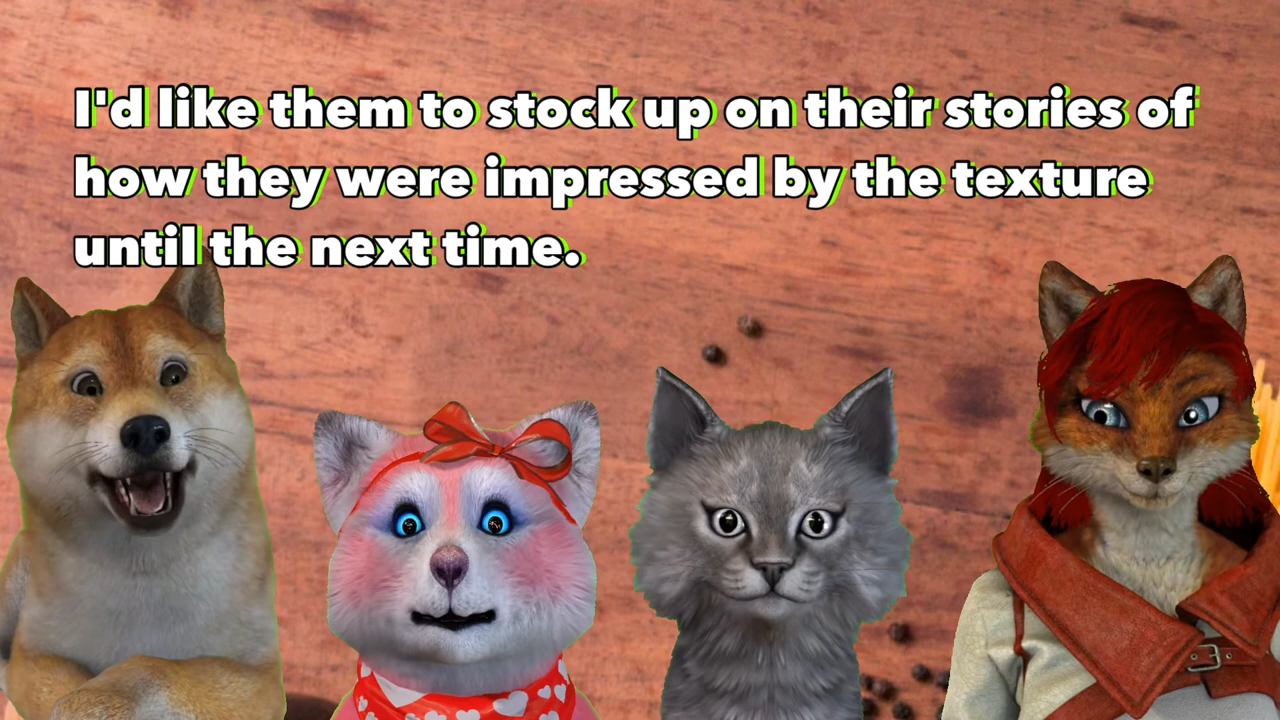 I'd like them to stock up on their stories of
how they were impressed by the texture
until the next time.